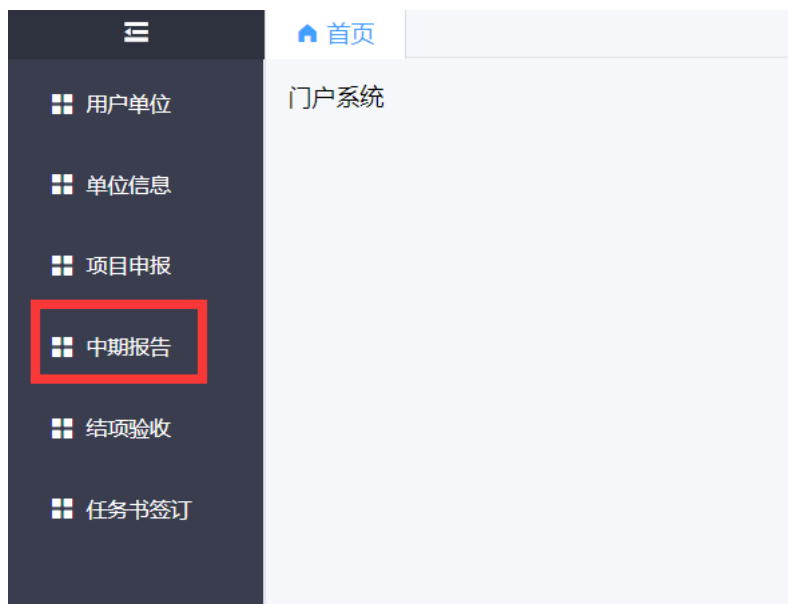 首页
门户系统
用户单位
单位信息
项目申报
中期报告
结项验收
任务书签订